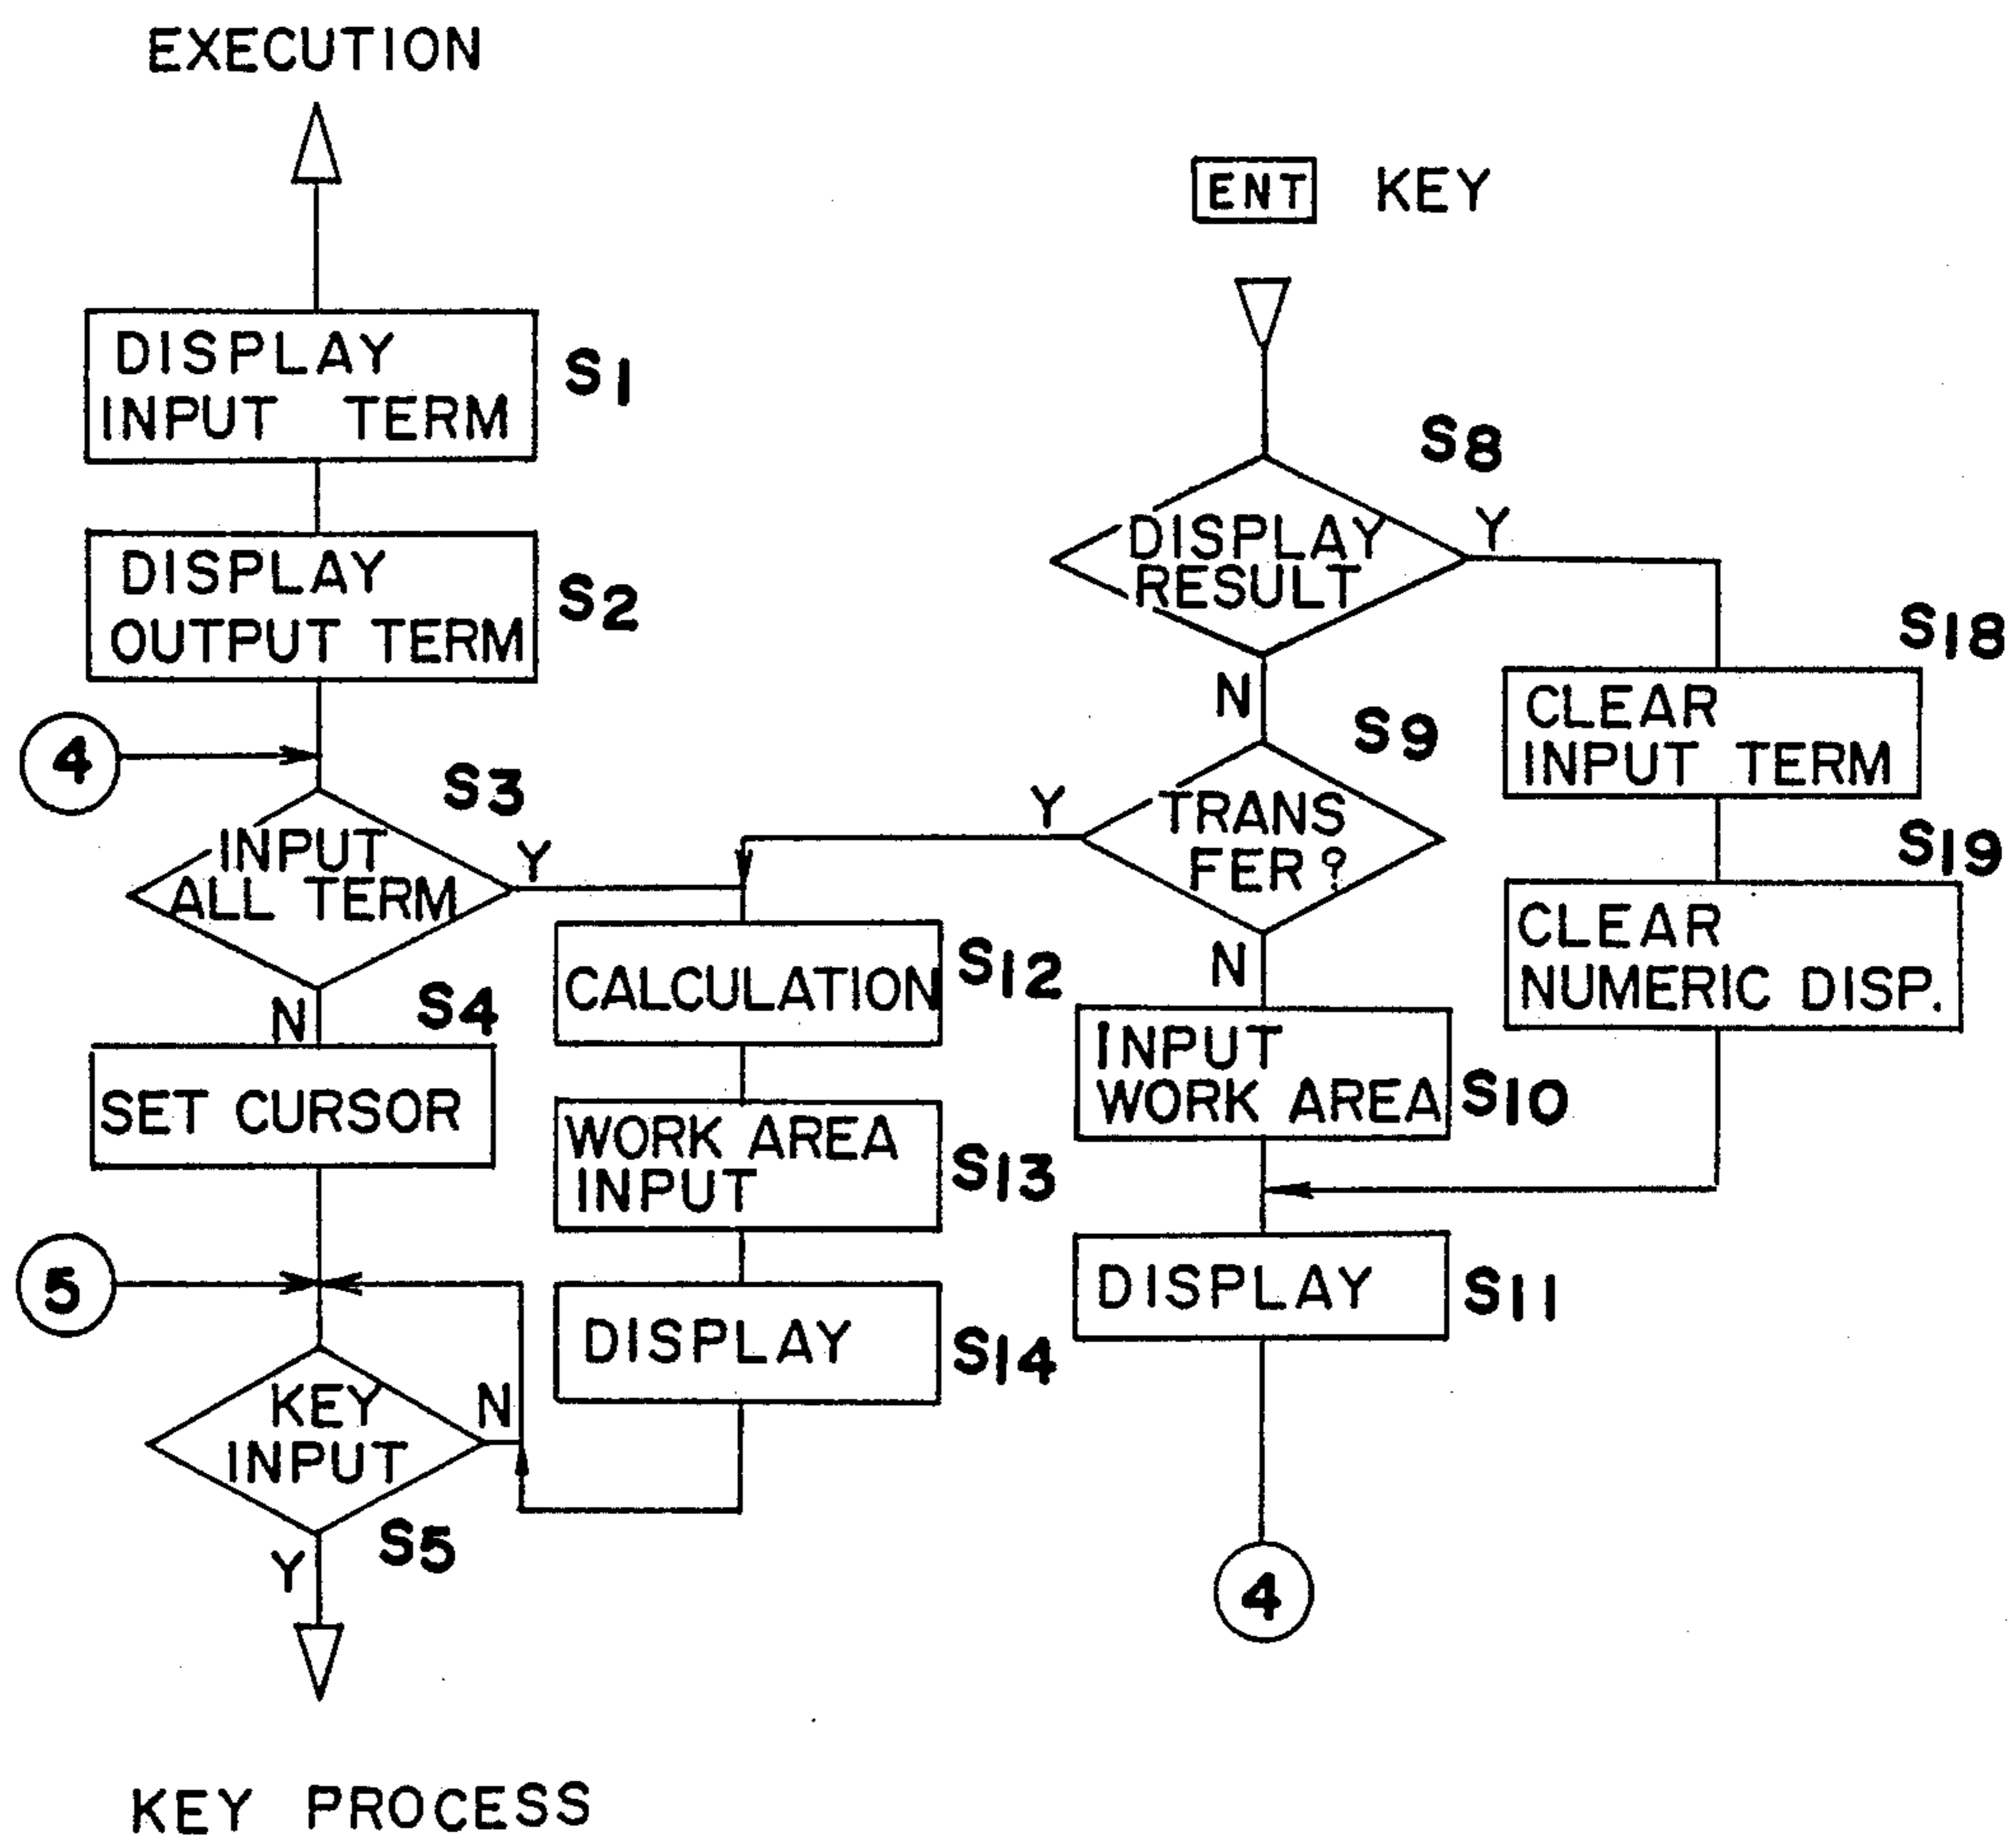 EXECUTION
DISPLAY
INPUT TERM
S1
DISPLAY
OUTPUT TERM
S2
4
S3
INPUT
ALL TERM
Y
N
S4
SET CURSOR
5
KEY
INPUT
N
S5
Y
KEY PROCESS
CALCULATION
S12
WORK AREA
INPUT
S13
DISPLAY
S14
ENT KEY
S8
DISPLAY
RESULT
Y
N
S9
TRANS
FER?
Y
N
INPUT
WORK AREA
S10
DISPLAY
S11
4
S18
CLEAR
INPUT TERM
S19
CLEAR
NUMERIC DISP.